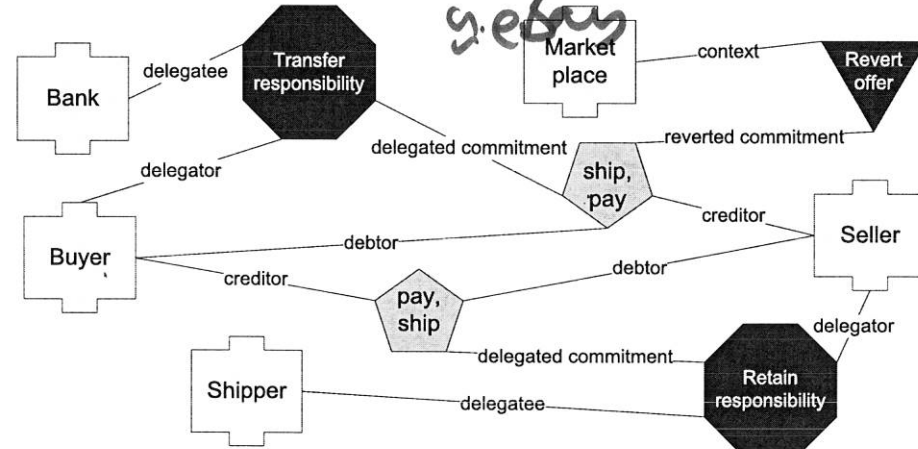 g.eBay
Market
place
context
Revert
offer
Transfer
responsibility
delegatee
Bank
delegated commitment
reverted commitment
delegator
ship,
pay
creditor
Seller
Buyer
debtor
creditor
debtor
pay,
ship
delegator
delegated commitment
Shipper
delegatee
Retain
responsibility